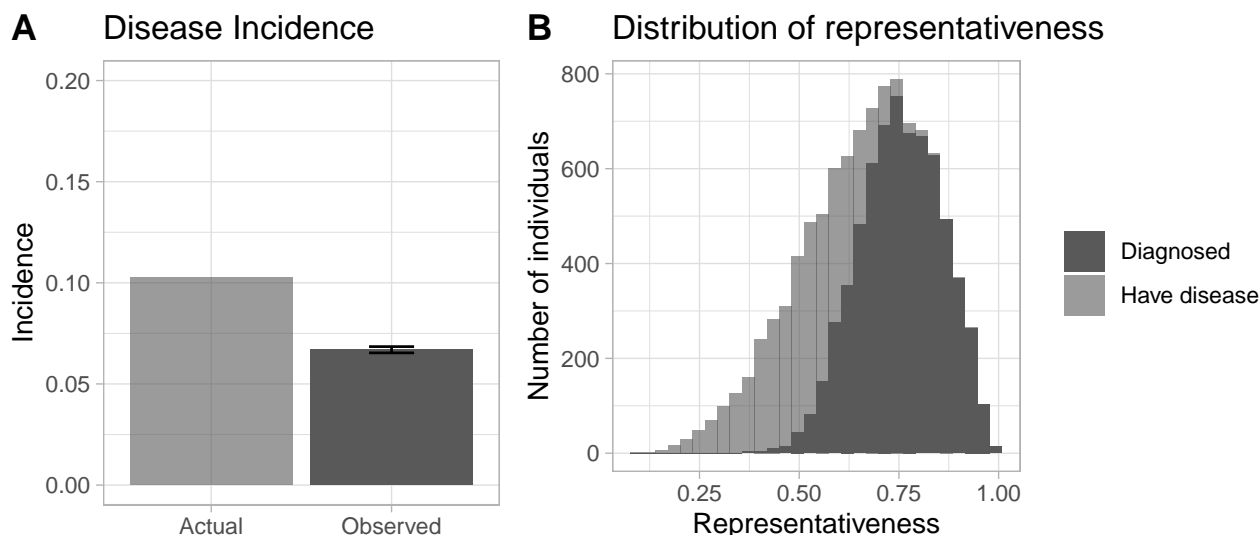 A Disease Incidence
0.20
0.15
0.10
0.05
0.00
Incidence
Actual Observed
B Distribution of representativeness
800
600
400
200
0
Number of individuals
0.25 0.50 0.75 1.00
Representativeness
Diagnosed
Have disease